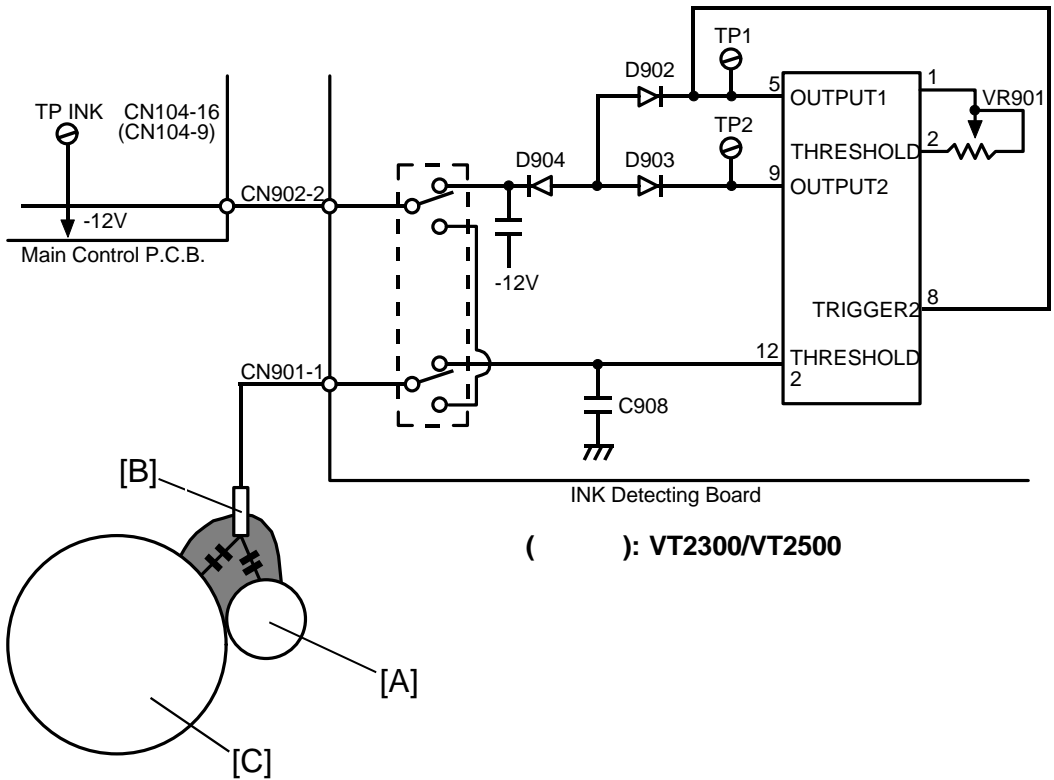 TP1
D902
TP INK
CN104-16
(CN104-9)
5
OUTPUT1
1
VR901
TP2
THRESHOLD
2
D904
D903
9
OUTPUT2
CN902-2
-12V
Main Control P.C.B.
-12V
TRIGGER2
8
CN901-1
12
THRESHOLD
2
C908
[B]
INK Detecting Board
( ): VT2300/VT2500
[A]
[C]